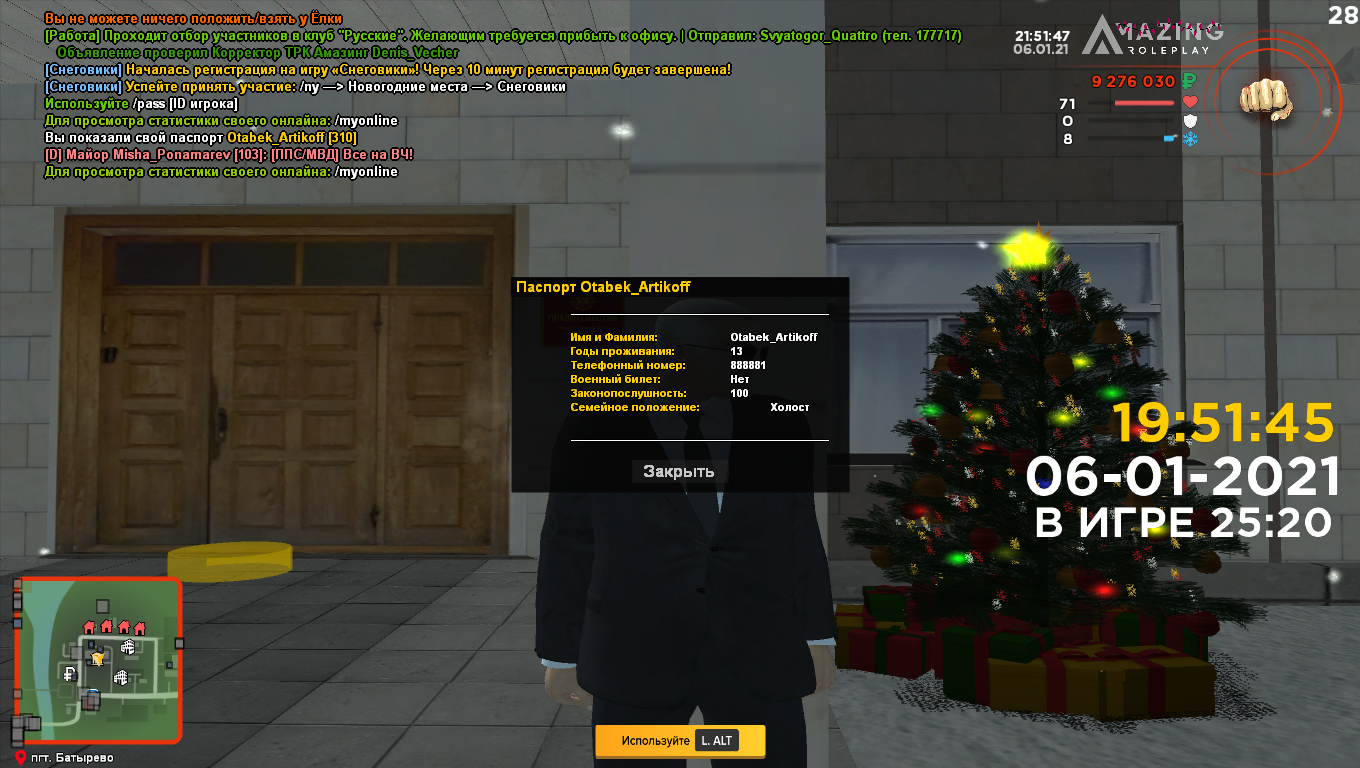 Вы не можете ничего положить/взять у Ёлки
[Работа] Проходит отбор участников в клуб "Русские". Желающим требуется прибыть к офису. | Отправил: Svyatogor_Quattro (тел. 177717)
Объявление проверил Корректор ТРК Амазинг Denis_Vecher
[Снеговики] Началась регистрация на игру «Снеговики»! Через 10 минут регистрация будет завершена!
[Снеговики] Успейте принять участие: /ny —> Новогодние места —> Снеговики
Используйте /pass [ID игрока]
Для просмотра статистики своего онлайна: /myonline
Вы показали свой паспорт Otabek_Artikoff [310]
[D] Майор Misha_Ponamarev [103]: [ППС/МВД] Все на ВЧ!
Для просмотра статистики своего онлайна: /myonline
28
21:51:47
06.01.21
AMAZING
ROLEPLAY
9 276 030 ₽
71
0
8
Паспорт Otabek_Artikoff
Имя и Фамилия: Otabek_Artikoff
Годы проживания: 13
Телефонный номер: 888881
Военный билет: Нет
Законопослушность: 100
Семейное положение: Холост
Закрыть
19:51:45
06-01-2021
В ИГРЕ 25:20
₽
Используйте L. ALT
пгт. Батырево